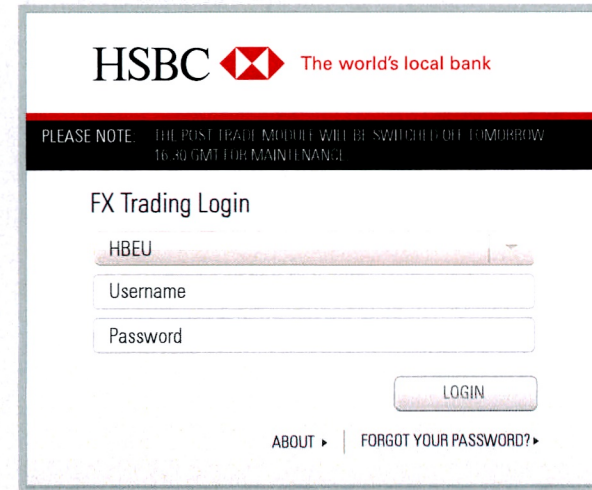 HSBC The world's local bank
PLEASE NOTE: THE POST TRADE MODULE WILL BE SWITCHED OFF TOMORROW
16:30 GMT FOR MAINTENANCE
FX Trading Login
HBEU
Username
Password
LOGIN
ABOUT ▸ | FORGOT YOUR PASSWORD? ▸